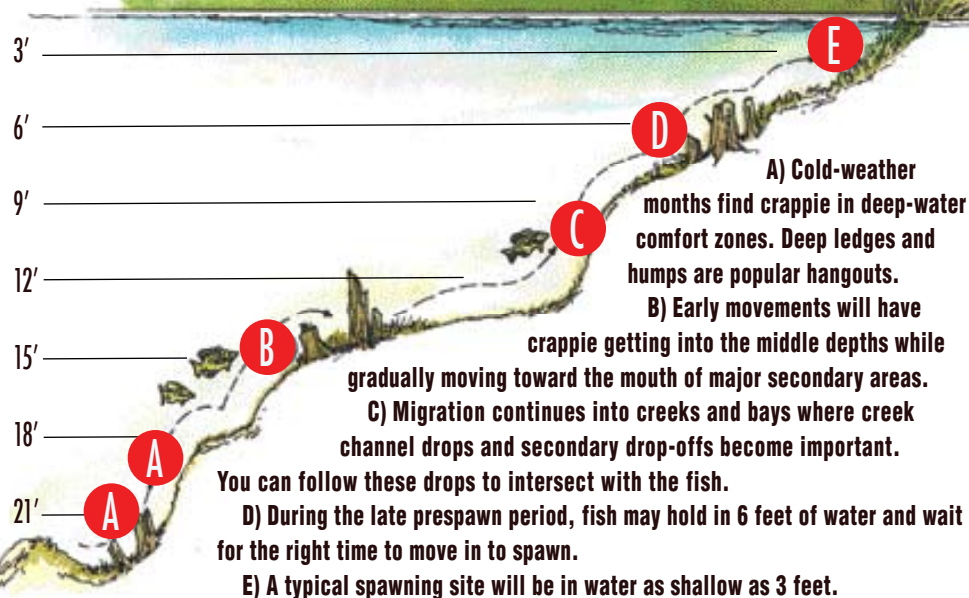 3'
E
6'
D
A) Cold-weather
months find crappie in deep-water
9'
C
comfort zones. Deep ledges and
humps are popular hangouts.
12'
B) Early movements will have
crappie getting into the middle depths while
B
15'
gradually moving toward the mouth of major secondary areas.
C) Migration continues into creeks and bays where creek
18'
channel drops and secondary drop-offs become important.
A
You can follow these drops to intersect with the fish.
21'
A
D) During the late prespawn period, fish may hold in 6 feet of water and wait
for the right time to move in to spawn.
E) A typical spawning site will be in water as shallow as 3 feet.